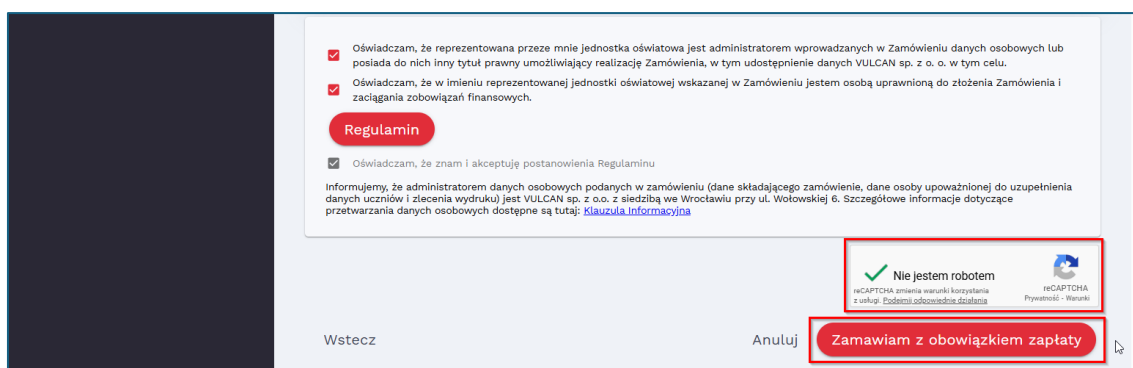 Oświadczam, że reprezentowana przeze mnie jednostka oświatowa jest administratorem wprowadzanych w Zamówieniu danych osobowych lub
posiada do nich inny tytuł prawny umożliwiający realizację Zamówienia, w tym udostępnienie danych VULCAN sp. z o. o. w tym celu.
Oświadczam, że w imieniu reprezentowanej jednostki oświatowej wskazanej w Zamówieniu jestem osobą uprawnioną do złożenia Zamówienia i
zaciągania zobowiązań finansowych.
Regulamin
Oświadczam, że znam i akceptuję postanowienia Regulaminu
Informujemy, że administratorem danych osobowych podanych w zamówieniu (dane składającego zamówienie, dane osoby upoważnionej do uzupełnienia
danych uczniów i zlecenia wydruku) jest VULCAN sp. z o.o. z siedzibą we Wrocławiu przy ul. Wołowskiej 6. Szczegółowe informacje dotyczące
przetwarzania danych osobowych dostępne są tutaj: Klauzula Informacyjna
Nie jestem robotem
reCAPTCHA zmienia warunki korzystania
z usługi. Podejmij odpowiednie działania
reCAPTCHA
Prywatność - Warunki
Wstecz
Anuluj
Zamawiam z obowiązkiem zapłaty